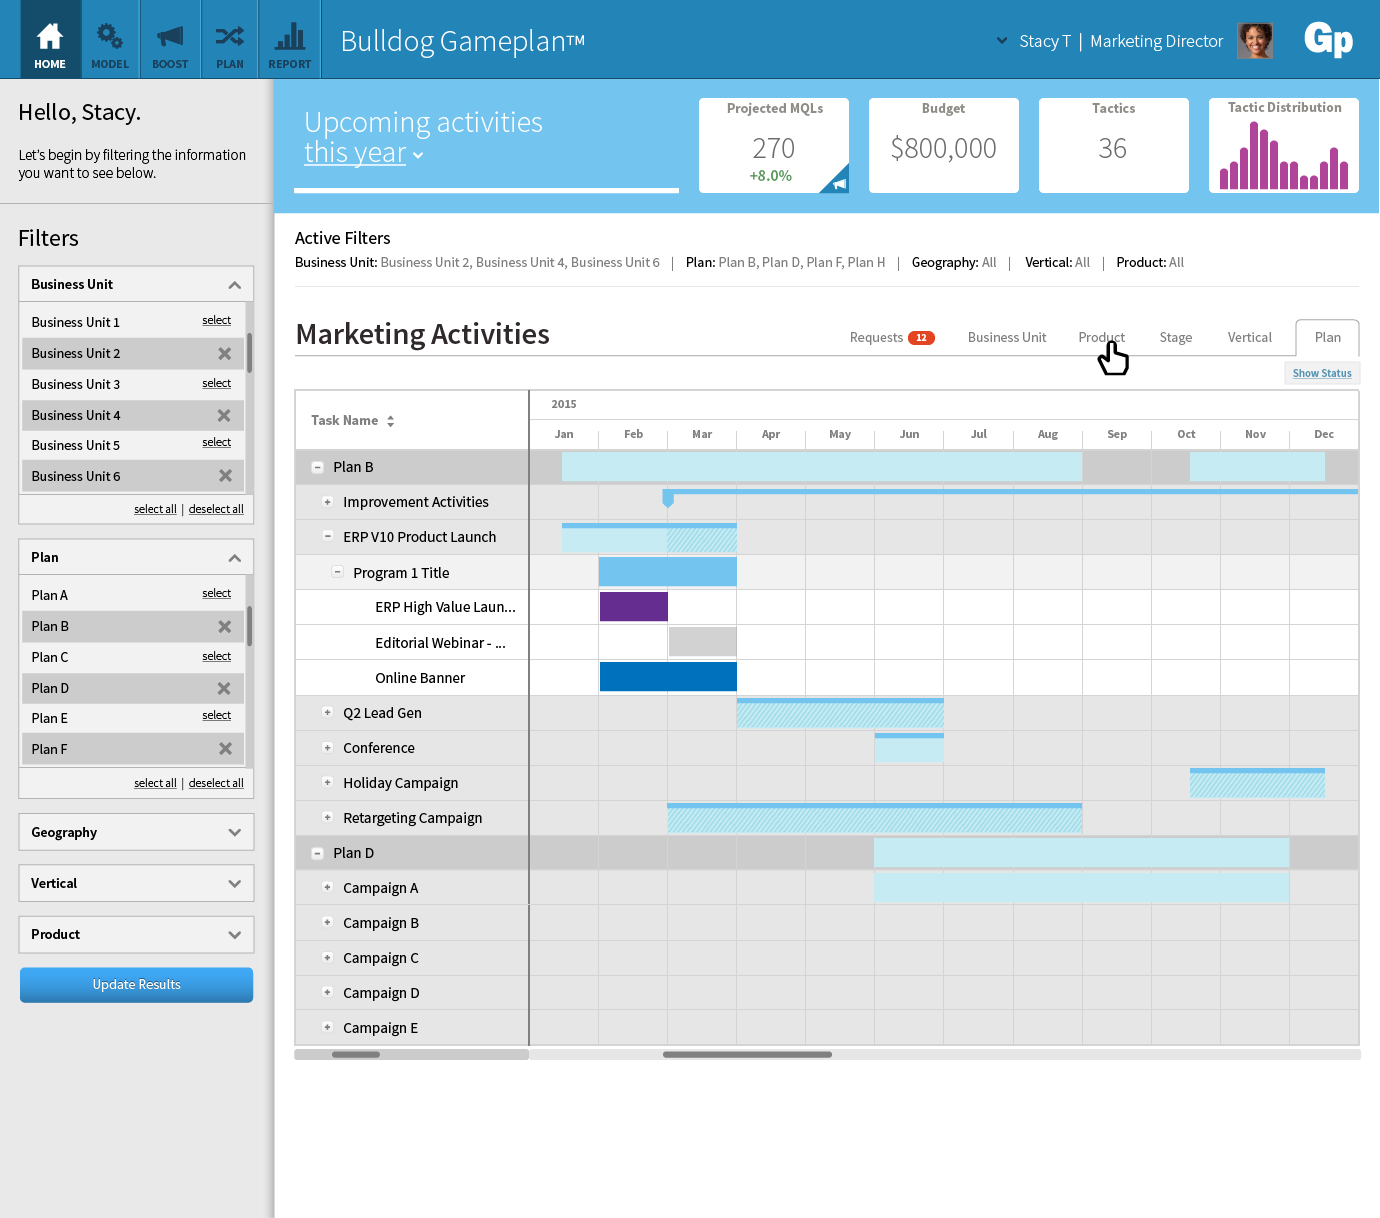 HOME
MODEL
BOOST
PLAN
REPORT
Bulldog Gameplan™
Stacy T | Marketing Director
Gp
Hello, Stacy.
Let's begin by filtering the information
you want to see below.
Filters
Business Unit
Business Unit 1 select
Business Unit 2
Business Unit 3 select
Business Unit 4
Business Unit 5 select
Business Unit 6
select all | deselect all
Plan
Plan A select
Plan B
Plan C select
Plan D
Plan E select
Plan F
select all | deselect all
Geography
Vertical
Product
Update Results
Upcoming activities
this year
Projected MQLs
270
+8.0%
Budget
$800,000
Tactics
36
Tactic Distribution
Active Filters
Business Unit: Business Unit 2, Business Unit 4, Business Unit 6 | Plan: Plan B, Plan D, Plan F, Plan H | Geography: All | Vertical: All | Product: All
Marketing Activities
Requests 12
Business Unit
Product
Stage
Vertical
Plan
Show Status
Task Name
2015
Jan Feb Mar Apr May Jun Jul Aug Sep Oct Nov Dec
Plan B
Improvement Activities
ERP V10 Product Launch
Program 1 Title
ERP High Value Laun...
Editorial Webinar - ...
Online Banner
Q2 Lead Gen
Conference
Holiday Campaign
Retargeting Campaign
Plan D
Campaign A
Campaign B
Campaign C
Campaign D
Campaign E